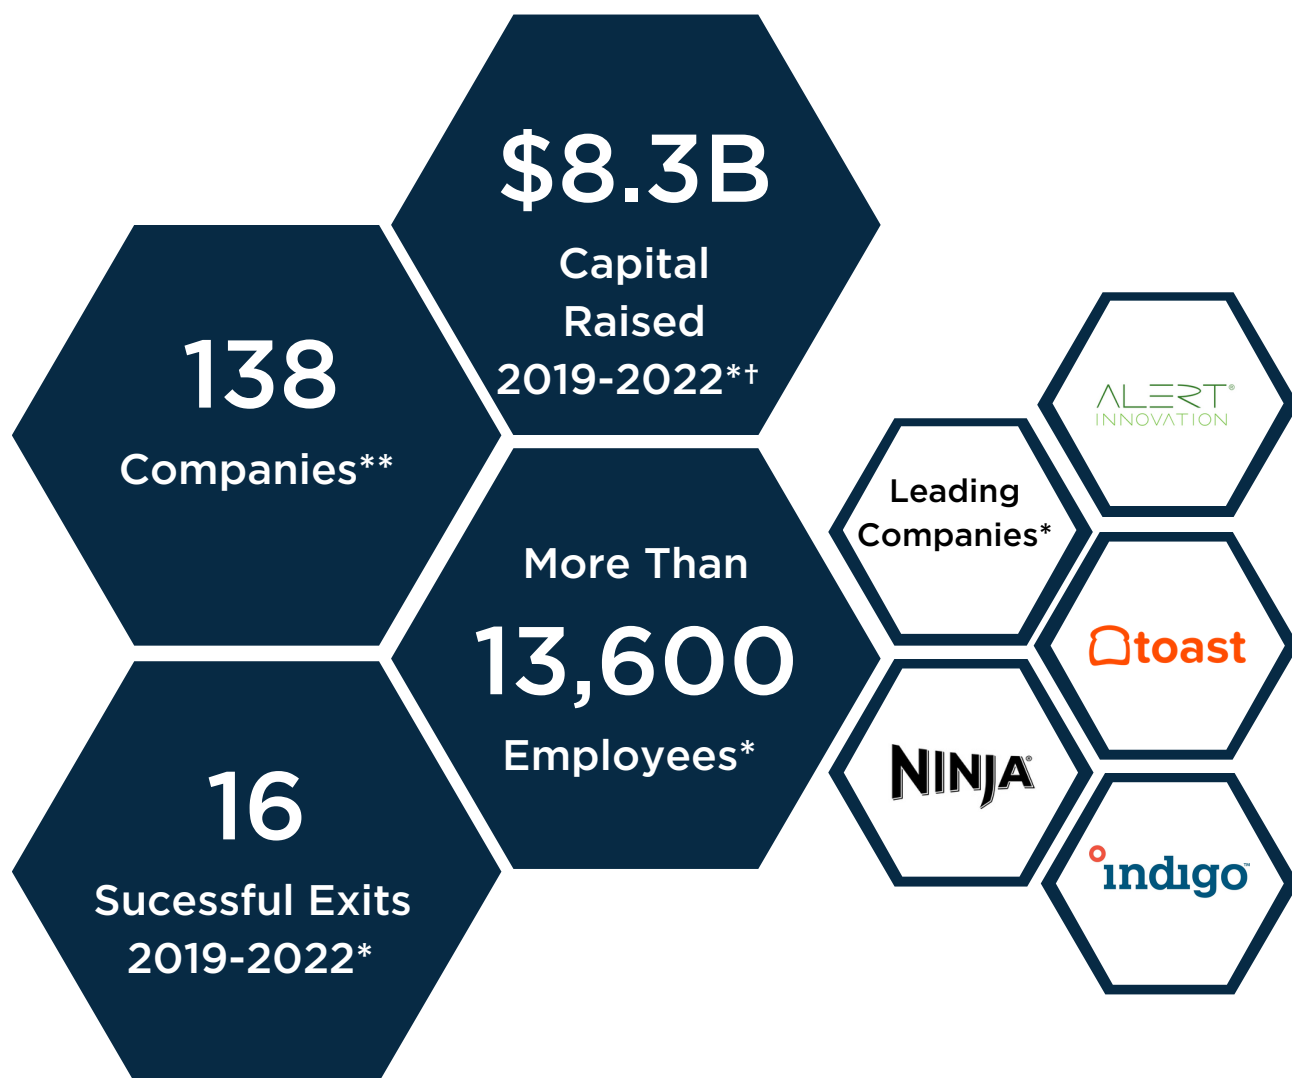 $8.3B
Capital
Raised
2019-2022*†
138
Companies**
More Than
13,600
Employees*
16
Sucessful Exits
2019-2022*
Leading
Companies*
ALERT®
INNOVATION
toast
NINJA®
indigo™